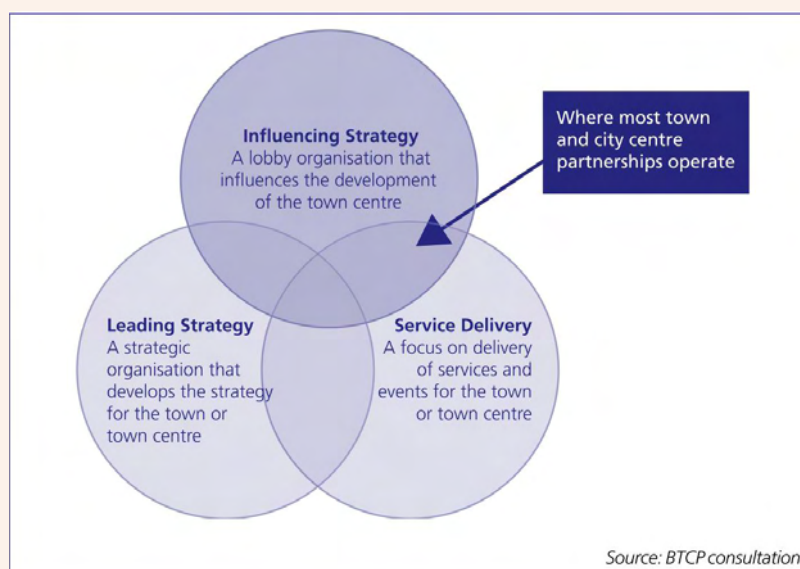 Influencing Strategy
A lobby organisation that
influences the development
of the town centre
Where most town
and city centre
partnerships operate
Leading Strategy
A strategic
organisation that
develops the strategy
for the town or
town centre
Service Delivery
A focus on delivery
of services and
events for the town
or town centre
Source: BTCP consultation